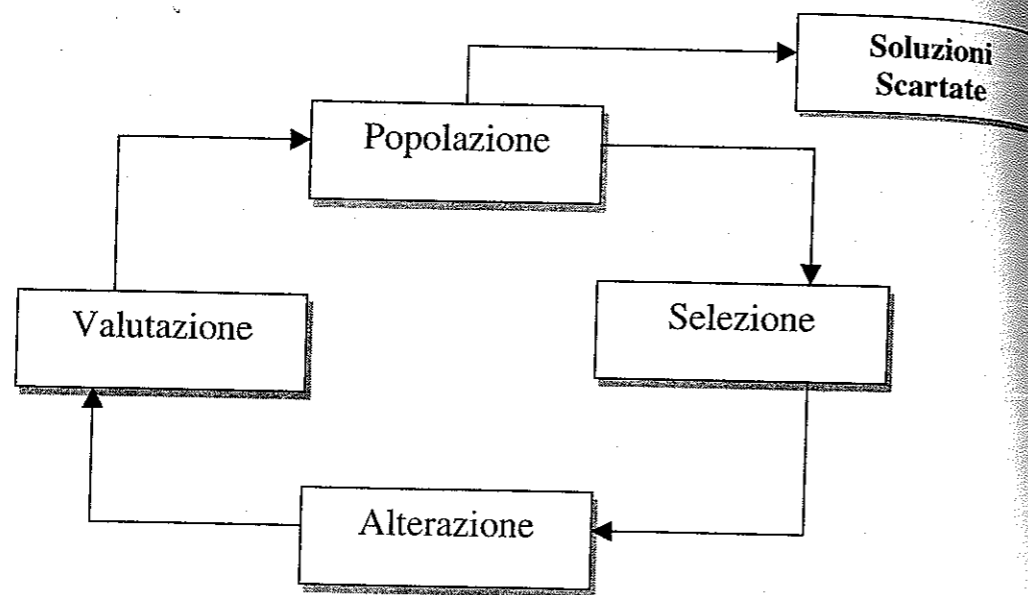 Soluzioni
Scartate
Popolazione
Valutazione
Selezione
Alterazione